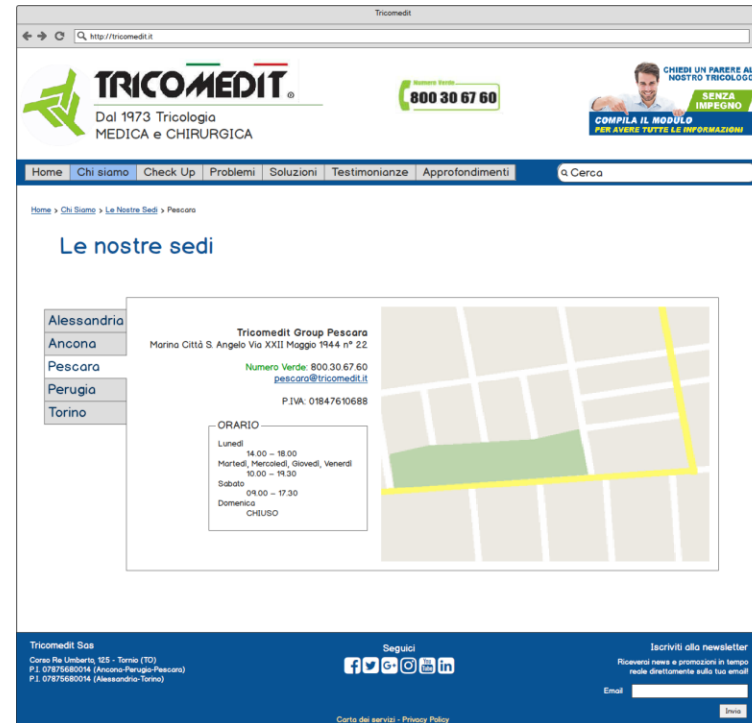 Tricomedit
http://tricomedit.it
TRICOMEDIT®
Dal 1973 Tricologia
MEDICA e CHIRURGICA
Numero Verde
800 30 67 60
CHIEDI UN PARERE AL
NOSTRO TRICOLOGO
SENZA
IMPEGNO
COMPILA IL MODULO
PER AVERE TUTTE LE INFORMAZIONI
Home Chi siamo Check Up Problemi Soluzioni Testimonianze Approfondimenti Cerca
Home > Chi Siamo > Le Nostre Sedi > Pescara
Le nostre sedi
Alessandria
Ancona
Pescara
Perugia
Torino
Tricomedit Group Pescara
Marina Città S. Angelo Via XXII Maggio 1944 n° 22
Numero Verde: 800.30.67.60
pescara@tricomedit.it
P.IVA: 01847610688
ORARIO
Lunedì
14.00 – 18.00
Martedì, Mercoledì, Giovedì, Venerdì
10.00 – 19.30
Sabato
09.00 – 17.30
Domenica
CHIUSO
Tricomedit Sas
Corso Re Umberto, 125 - Tornio (TO)
P.I. 07875680014 (Ancona-Perugia-Pescara)
P.I. 07875680014 (Alessandria-Torino)
Seguici
You Tube
Iscriviti alla newsletter
Riceverai news e promozioni in tempo
reale direttamente sulla tua email!
Email
Invia
Carta dei servizi - Privacy Policy